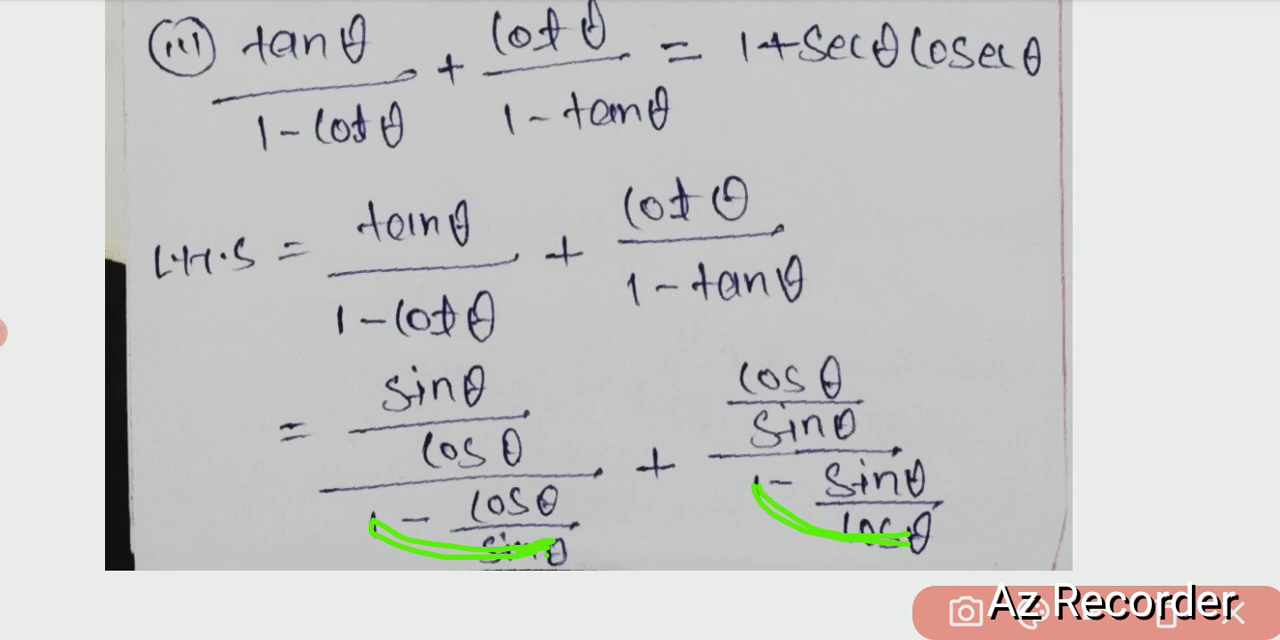 (iii) tanθ/(1-cotθ) + cotθ/(1-tanθ) = 1+secθ cosecθ
L.H.S = tanθ/(1-cotθ) + cotθ/(1-tanθ)
= (sinθ/cosθ)/(1-cosθ/sinθ) + (cosθ/sinθ)/(1-sinθ/cosθ)
Az Recorder